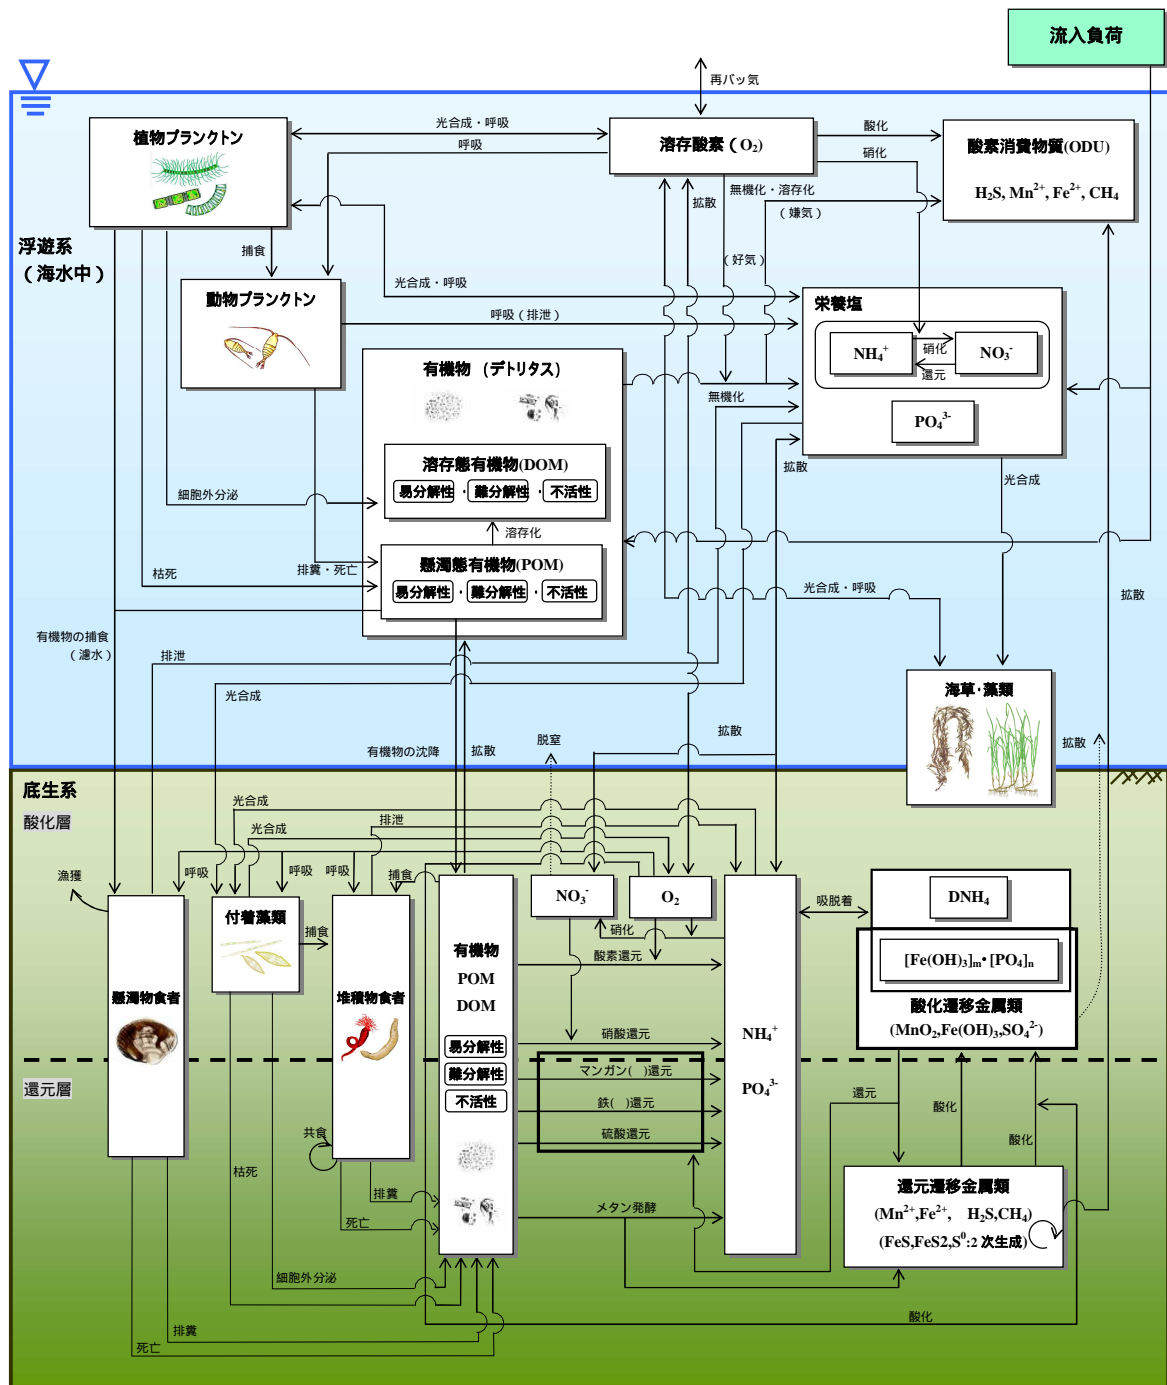 流入負荷
再バッ気
植物プランクトン
光合成・呼吸
呼吸
溶存酸素 ( O2)
酸化
硝化
酸素消費物質(ODU)
H2S, Mn2+, Fe2+, CH4
無機化・溶存化
( 嫌気 )
拡散
浮遊系
( 海水中 )
捕食
( 好気 )
動物プランクトン
光合成・呼吸
呼吸 ( 排泄 )
栄養塩
NH4+
硝化
還元
NO3-
PO43-
有機物 (デトリタス)
無機化
溶存態有機物(DOM)
易分解性・難分解性・不活性
拡散
光合成
細胞外分泌
溶存化
懸濁態有機物(POM)
易分解性・難分解性・不活性
枯死
排糞・死亡
光合成・呼吸
拡散
有機物の捕食
( 濾水 )
排泄
光合成
海草・藻類
有機物の沈降
拡散
脱窒
拡散
拡散
底生系
酸化層
光合成
光合成
排泄
呼吸
呼吸
呼吸
捕食
漁獲
付着藻類
捕食
懸濁物食者
堆積物食者
有機物
POM
DOM
易分解性
難分解性
不活性
NO3-
O2
硝化
酸素還元
硝酸還元
マンガン( )還元
鉄( )還元
硫酸還元
メタン発酵
NH4+
PO43-
吸脱着
DNH4
[Fe(OH)3]m•[PO4]n
酸化遷移金属類
(MnO2,Fe(OH)3,SO42-)
還元層
還元
酸化
酸化
共食
枯死
排糞
死亡
還元遷移金属類
(Mn2+,Fe2+, H2S,CH4)
(FeS,FeS2,S0:2 次生成)
細胞外分泌
酸化
排糞
死亡